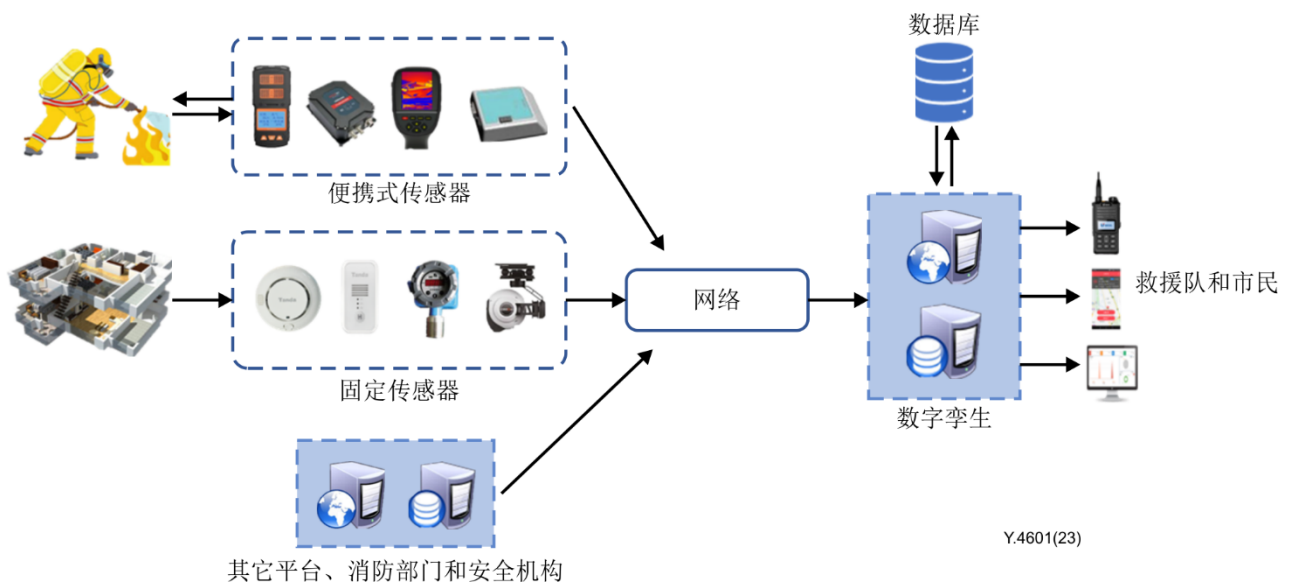 数据库
便携式传感器
网络
救援队和市民
固定传感器
数字孪生
其它平台、消防部门和安全机构
Y.4601(23)